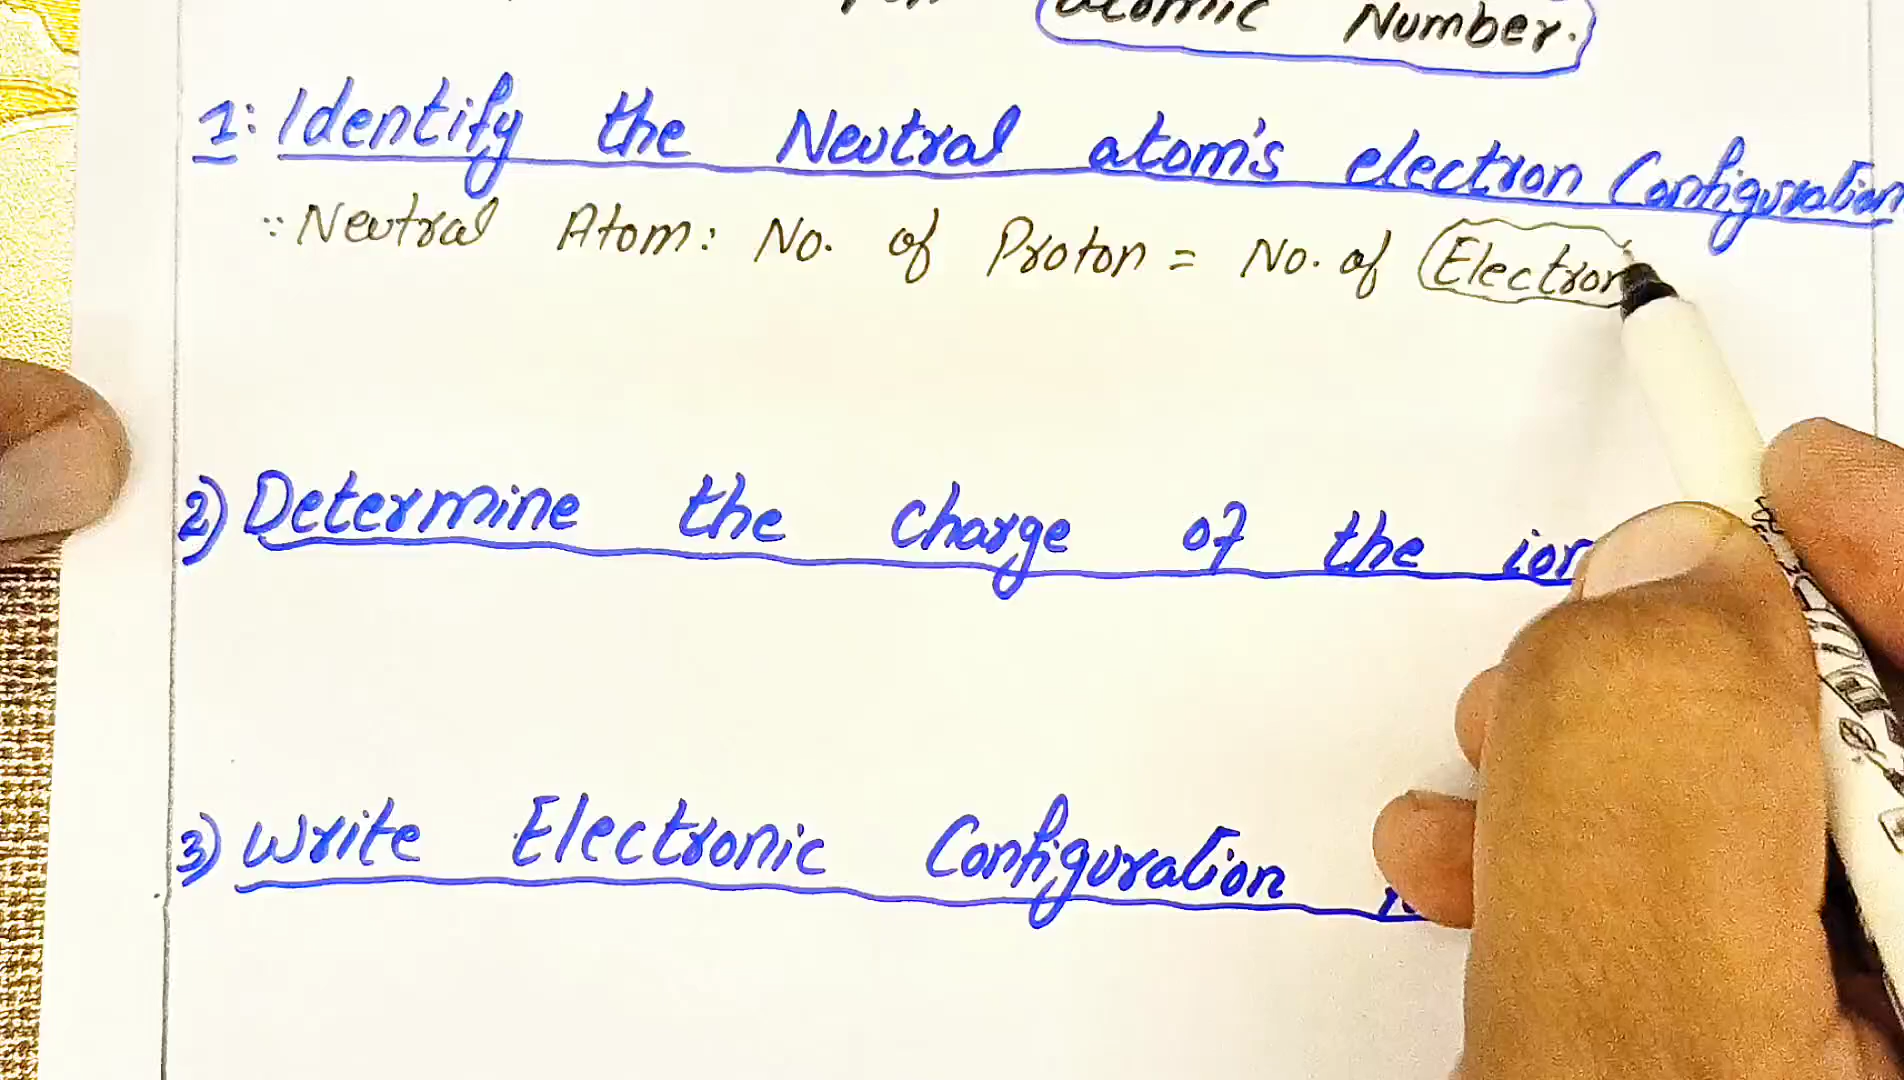 atomic Number.
1: Identify the Neutral atom's electron Configuration
∵ Neutral Atom: No. of Proton = No. of Electron
2) Determine the charge of the ion
3) Write Electronic Configuration